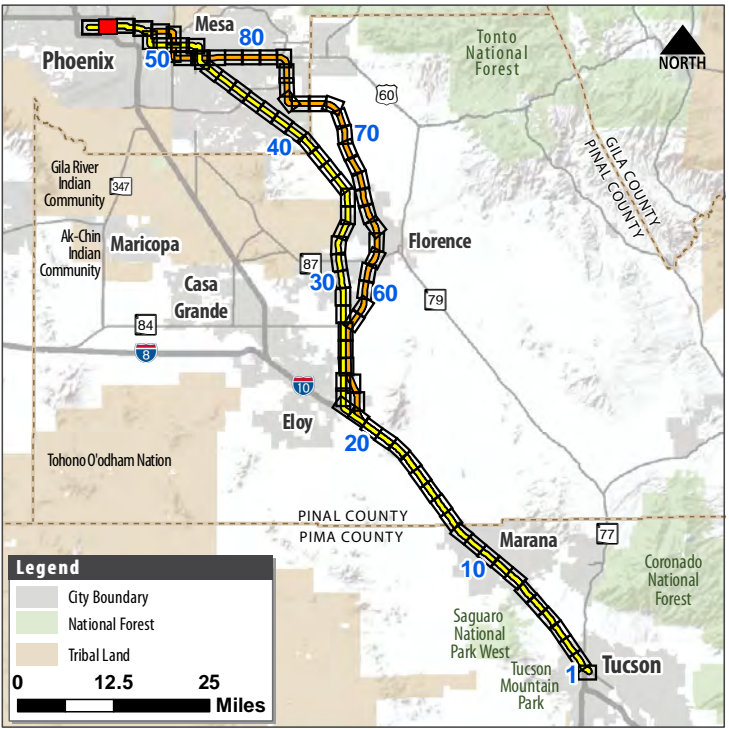 Mesa
80
Tonto
National
Forest
Phoenix
50
NORTH
60
70
40
GILA COUNTY
PINAL COUNTY
Gila River
Indian
Community
347
Ak-Chin
Indian
Community
Maricopa
Florence
87
30
60
Casa
Grande
79
84
8
10
Eloy
20
Tohono O'odham Nation
PINAL COUNTY
PIMA COUNTY
Marana
77
10
Coronado
National
Forest
Saguaro
National
Park West
Tucson
Mountain
Park
1
Tucson
Legend
City Boundary
National Forest
Tribal Land
0 12.5 25
Miles